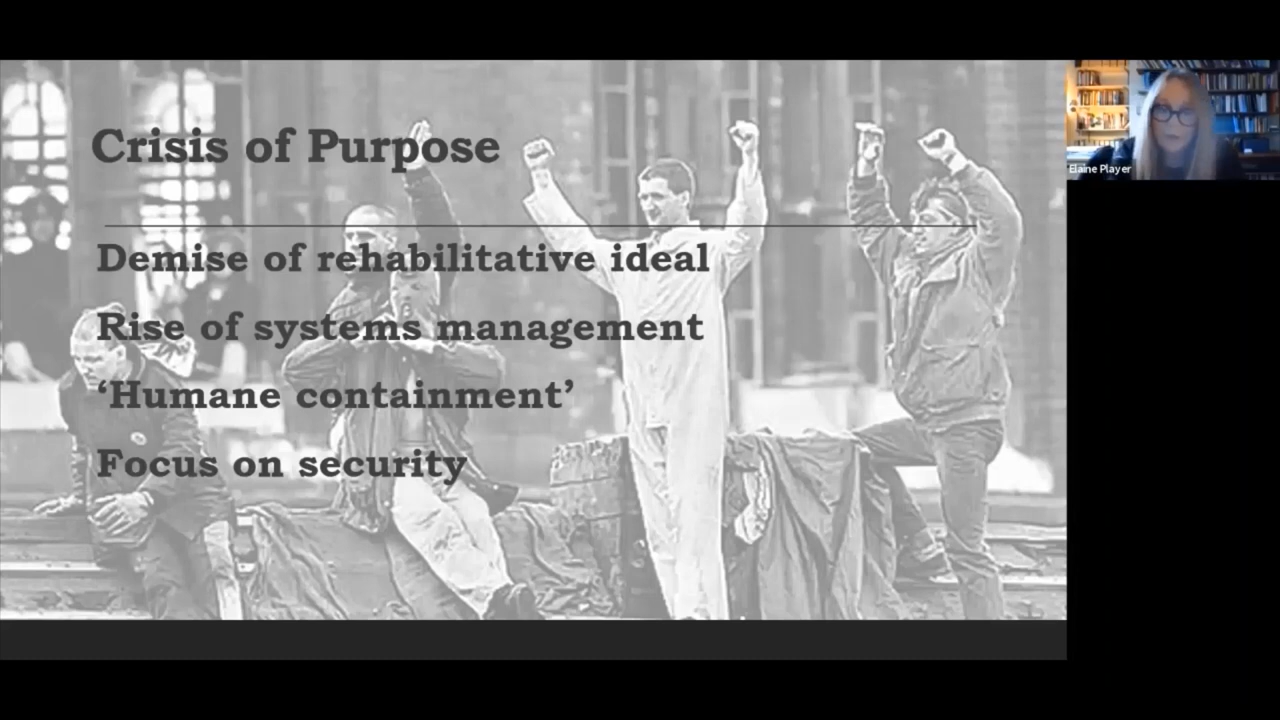 Crisis of Purpose
Demise of rehabilitative ideal
Rise of systems management
‘Humane containment’
Focus on security
Elaine Player